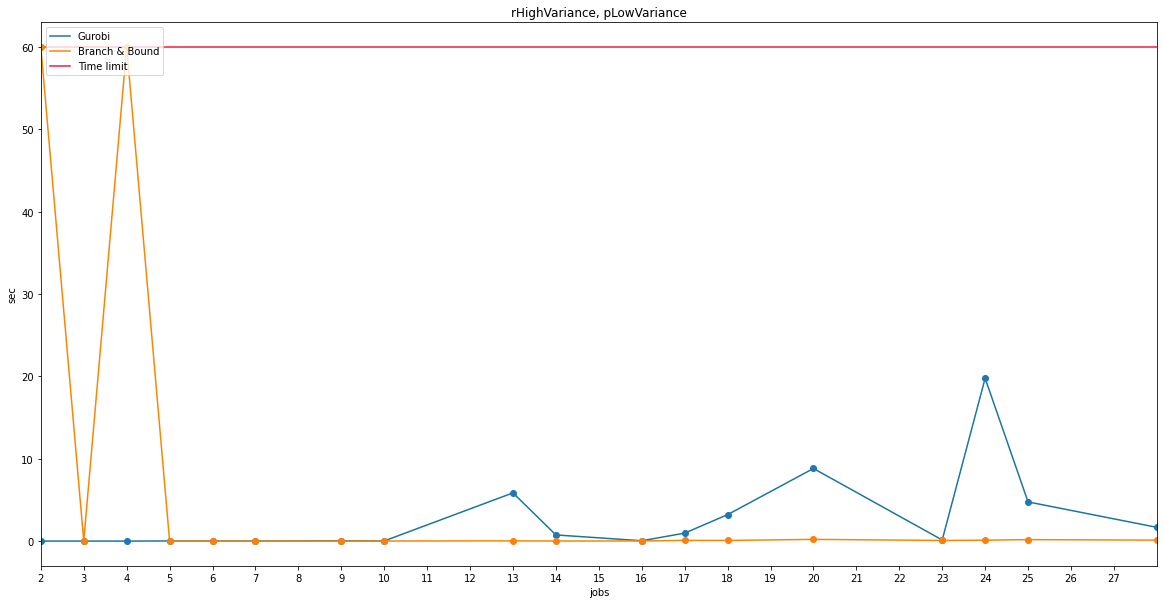 rHighVariance, pLowVariance
Gurobi
Branch & Bound
Time limit
60
50
40
30
20
10
0
sec
2 3 4 5 6 7 8 9 10 11 12 13 14 15 16 17 18 19 20 21 22 23 24 25 26 27
jobs